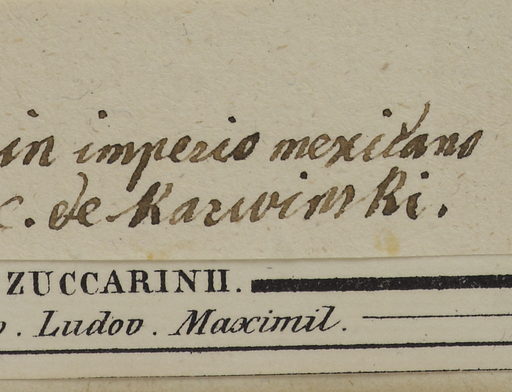 in imperio mexicano
c. de Karwinski.
ZUCCARINII.
. Ludov. Maximil.